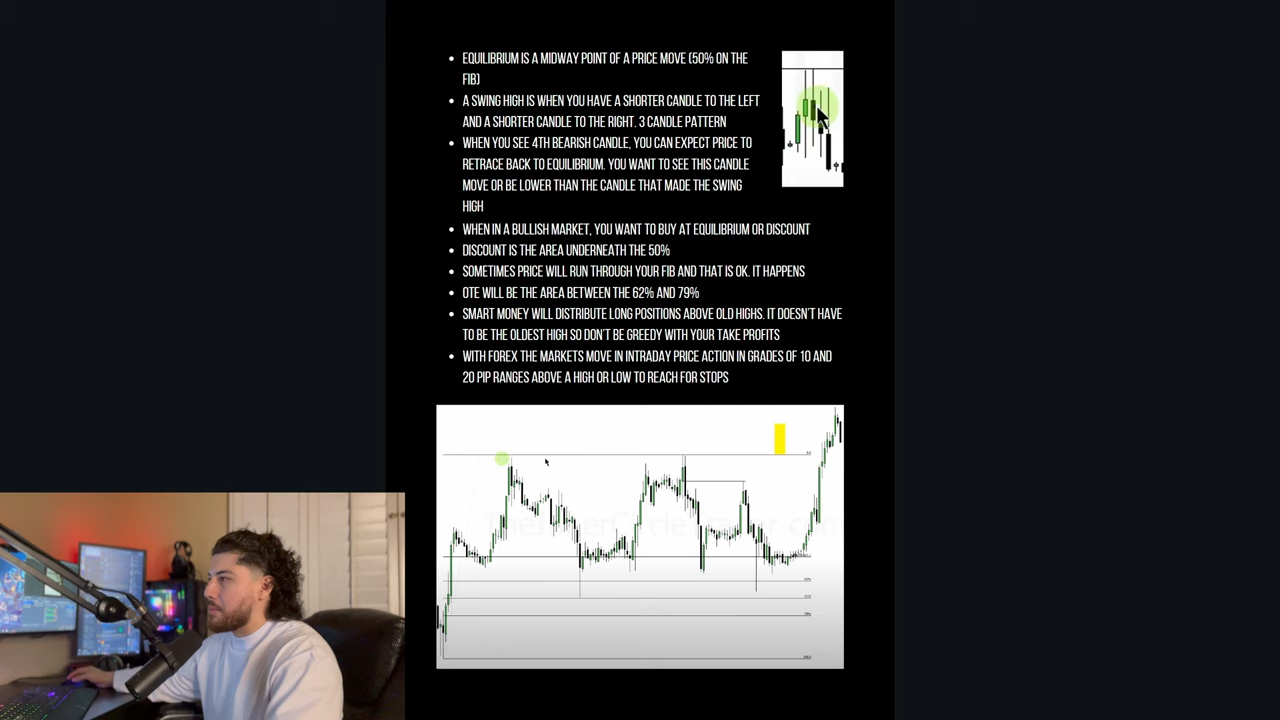 EQUILIBRIUM IS A MIDWAY POINT OF A PRICE MOVE (50% ON THE
FIB)
A SWING HIGH IS WHEN YOU HAVE A SHORTER CANDLE TO THE LEFT
AND A SHORTER CANDLE TO THE RIGHT. 3 CANDLE PATTERN
WHEN YOU SEE 4TH BEARISH CANDLE, YOU CAN EXPECT PRICE TO
RETRACE BACK TO EQUILIBRIUM. YOU WANT TO SEE THIS CANDLE
MOVE OR BE LOWER THAN THE CANDLE THAT MADE THE SWING
HIGH
WHEN IN A BULLISH MARKET, YOU WANT TO BUY AT EQUILIBRIUM OR DISCOUNT
DISCOUNT IS THE AREA UNDERNEATH THE 50%
SOMETIMES PRICE WILL RUN THROUGH YOUR FIB AND THAT IS OK. IT HAPPENS
OTE WILL BE THE AREA BETWEEN THE 62% AND 79%
SMART MONEY WILL DISTRIBUTE LONG POSITIONS ABOVE OLD HIGHS. IT DOESN'T HAVE
TO BE THE OLDEST HIGH SO DON'T BE GREEDY WITH YOUR TAKE PROFITS
WITH FOREX THE MARKETS MOVE IN INTRADAY PRICE ACTION IN GRADES OF 10 AND
20 PIP RANGES ABOVE A HIGH OR LOW TO REACH FOR STOPS